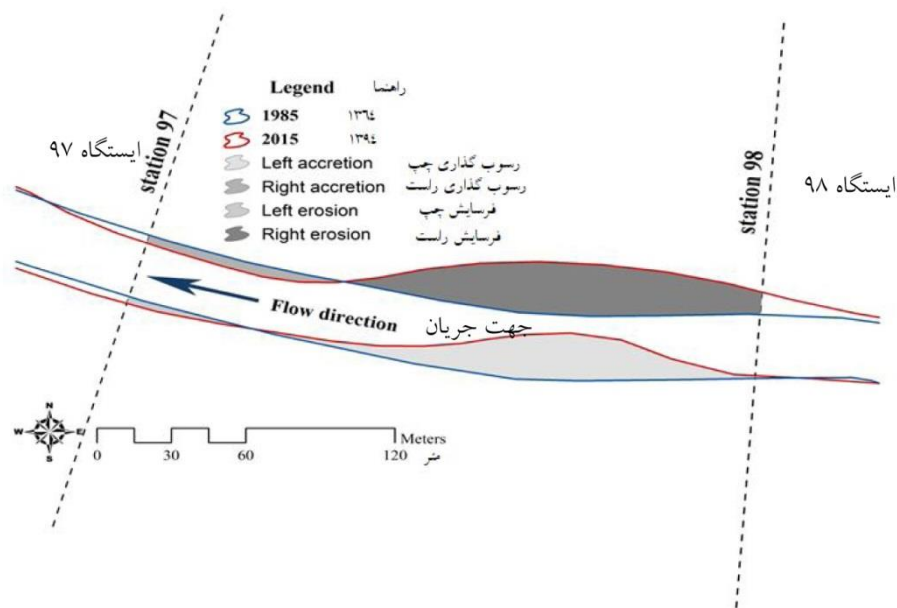 Legend راهنما
1985 ١٣٦٤
2015 ١٣٩٤
Left accretion رسوب گذاری چپ
Right accretion رسوب گذاری راست
Left erosion فرسایش چپ
Right erosion فرسایش راست
station 97
ایستگاه ۹۷
station 98
ایستگاه ۹۸
Flow direction
جهت جریان
N
W E
S
Meters
متر
0 30 60 120